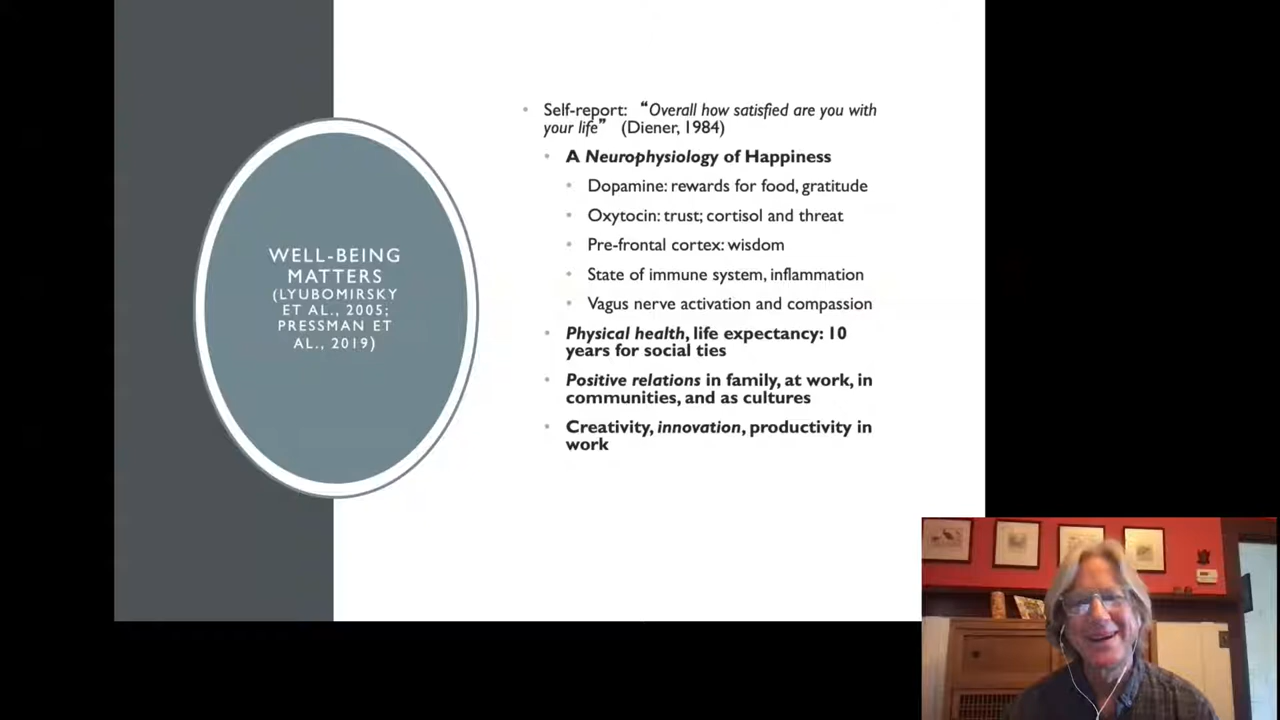 WELL-BEING
MATTERS
(LYUBOMIRSKY
ET AL., 2005;
PRESSMAN ET
AL., 2019)
• Self-report: “Overall how satisfied are you with
your life” (Diener, 1984)
• A Neurophysiology of Happiness
• Dopamine: rewards for food, gratitude
• Oxytocin: trust; cortisol and threat
• Pre-frontal cortex: wisdom
• State of immune system, inflammation
• Vagus nerve activation and compassion
• Physical health, life expectancy: 10
years for social ties
• Positive relations in family, at work, in
communities, and as cultures
• Creativity, innovation, productivity in
work